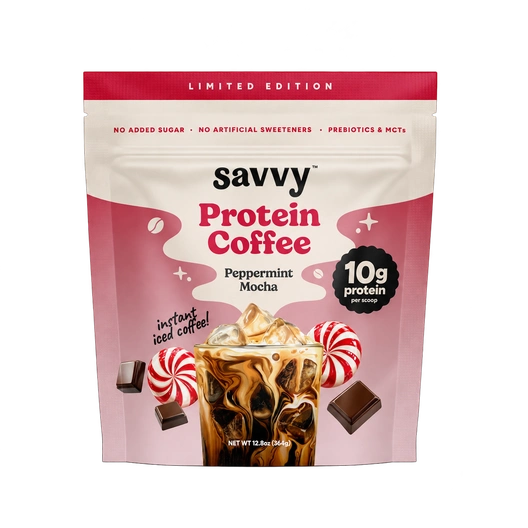 LIMITED EDITION
NO ADDED SUGAR • NO ARTIFICIAL SWEETENERS • PREBIOTICS & MCTs
savvy™
Protein
Coffee
Peppermint
Mocha
10g
protein
per scoop
instant
iced coffee!
NET WT 12.8oz (364g)